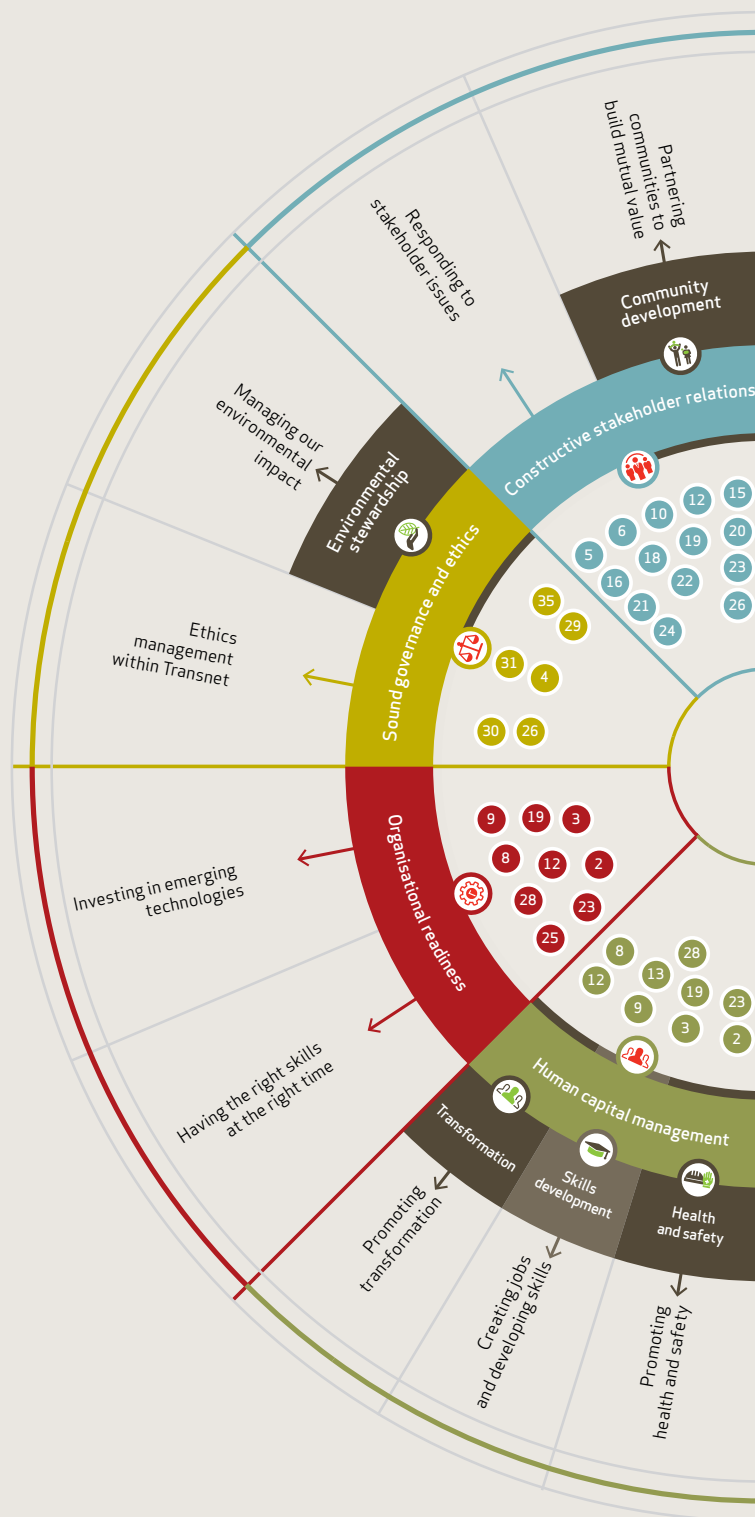 Partnering
communities to
build mutual value
Community
development
Responding to
stakeholder issues
Constructive stakeholder relations
15
12
10
6
5
20
19
18
16
23
22
21
26
24
Managing our
environmental
impact
Environmental
stewardship
Sound governance and ethics
35
29
31
4
30
26
Ethics
management
within Transnet
Organisational readiness
9
19
3
8
12
2
28
23
25
Investing in emerging
technologies
Having the right skills
at the right time
8
28
12
13
19
23
9
3
2
Human capital management
Transformation
Skills
development
Health
and safety
Promoting
transformation
Creating jobs
and developing skills
Promoting
health and safety